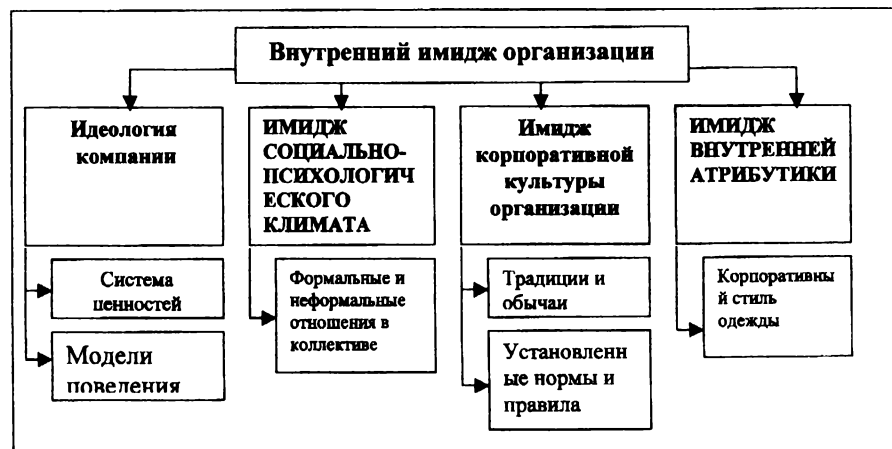 Внутренний имидж организации
Идеология
компании
ИМИДЖ
СОЦИАЛЬНО-
ПСИХОЛОГИЧ
ЕСКОГО
КЛИМАТА
Имидж
корпоративной
культуры
организации
ИМИДЖ
ВНУТРЕННЕЙ
АТРИБУТИКИ
Система
ценностей
Модели
поведения
Формальные и
неформальные
отношения в
коллективе
Традиции и
обычаи
Установленн
ые нормы и
правила
Корпоративны
й стиль
одежды